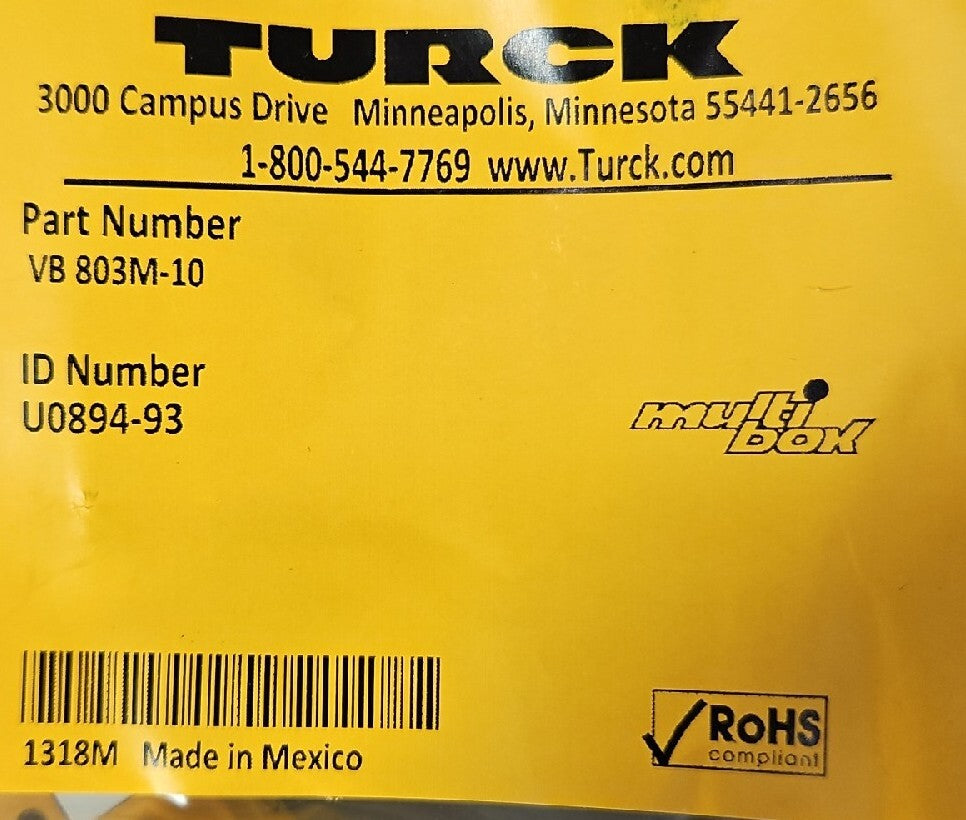 TURCK
3000 Campus Drive Minneapolis, Minnesota 55441-2656
1-800-544-7769 www.Turck.com
Part Number
VB 803M-10
ID Number
U0894-93
multi
box
1318M Made in Mexico
RoHS
compliant